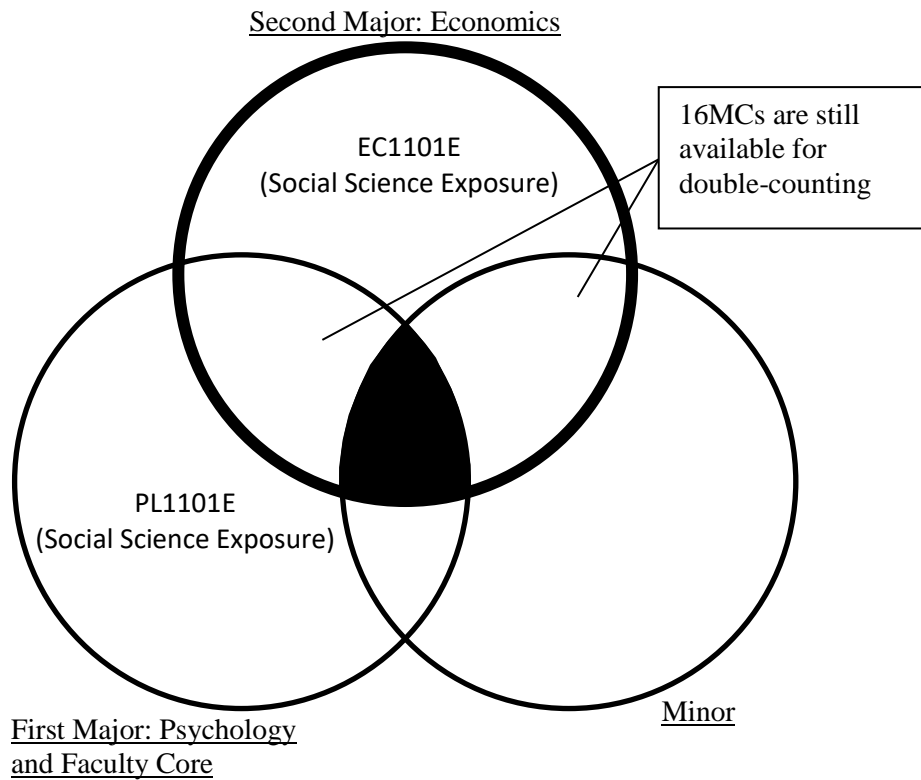 Second Major: Economics
16MCs are still
available for
double-counting
EC1101E
(Social Science Exposure)
PL1101E
(Social Science Exposure)
Minor
First Major: Psychology
and Faculty Core